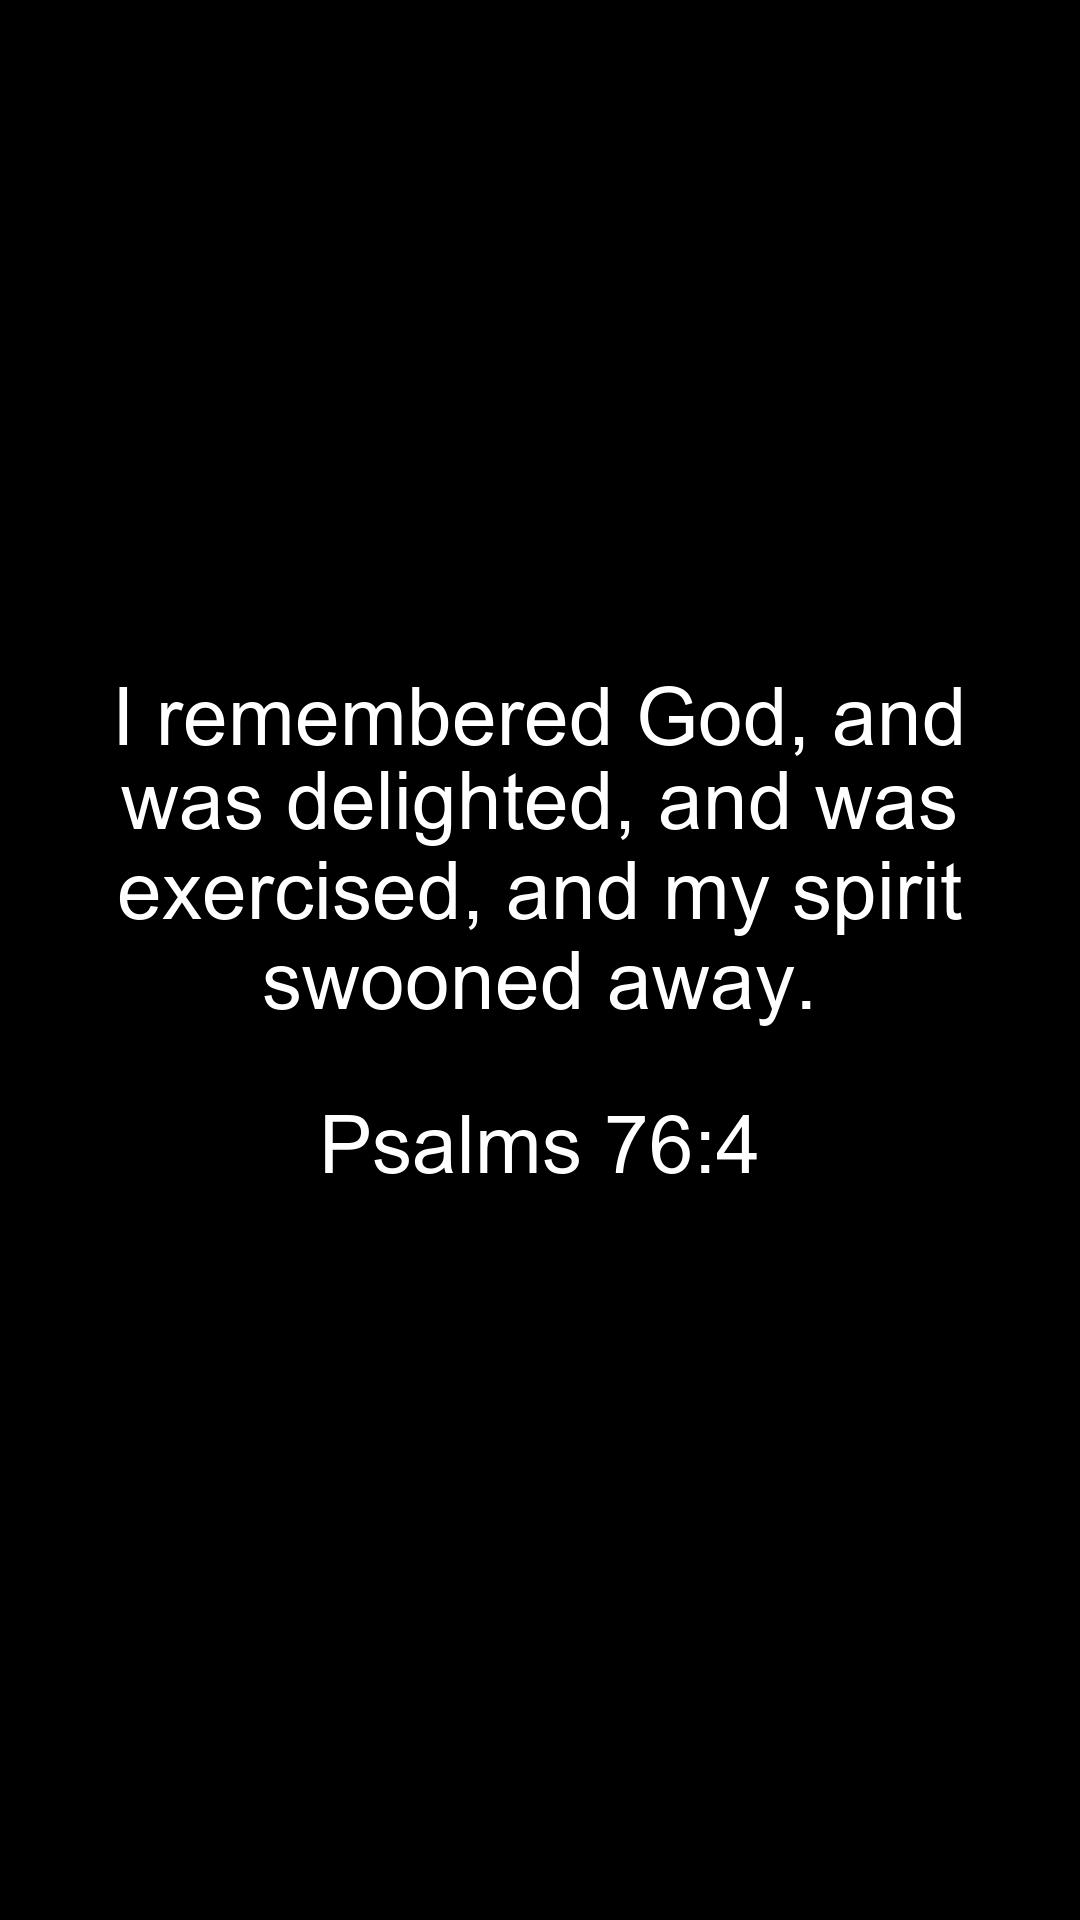 I remembered God, and
was delighted, and was
exercised, and my spirit
swooned away.
Psalms 76:4